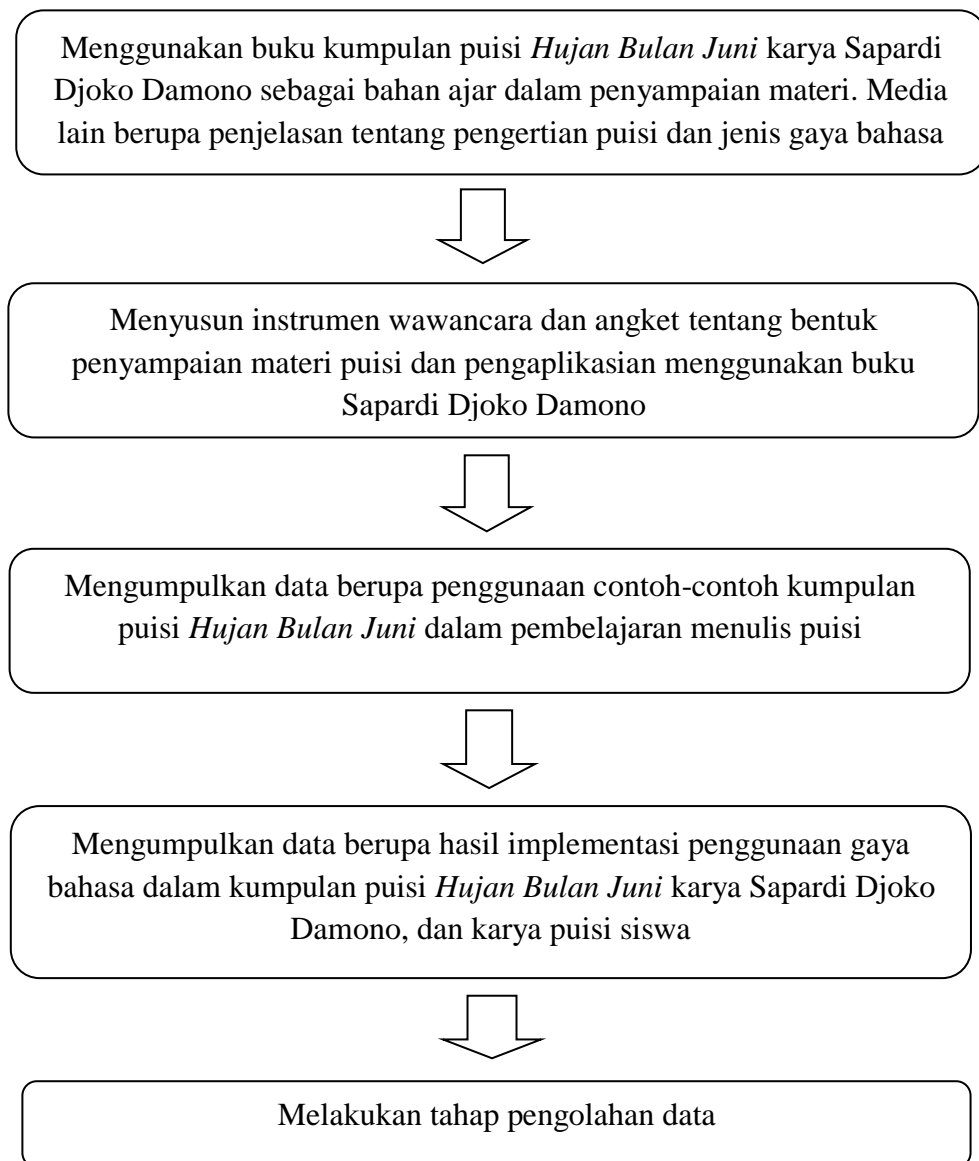 Menggunakan buku kumpulan puisi Hujan Bulan Juni karya Sapardi
Djoko Damono sebagai bahan ajar dalam penyampaian materi. Media
lain berupa penjelasan tentang pengertian puisi dan jenis gaya bahasa
Menyusun instrumen wawancara dan angket tentang bentuk
penyampaian materi puisi dan pengaplikasian menggunakan buku
Sapardi Djoko Damono
Mengumpulkan data berupa penggunaan contoh-contoh kumpulan
puisi Hujan Bulan Juni dalam pembelajaran menulis puisi
Mengumpulkan data berupa hasil implementasi penggunaan gaya
bahasa dalam kumpulan puisi Hujan Bulan Juni karya Sapardi Djoko
Damono, dan karya puisi siswa
Melakukan tahap pengolahan data